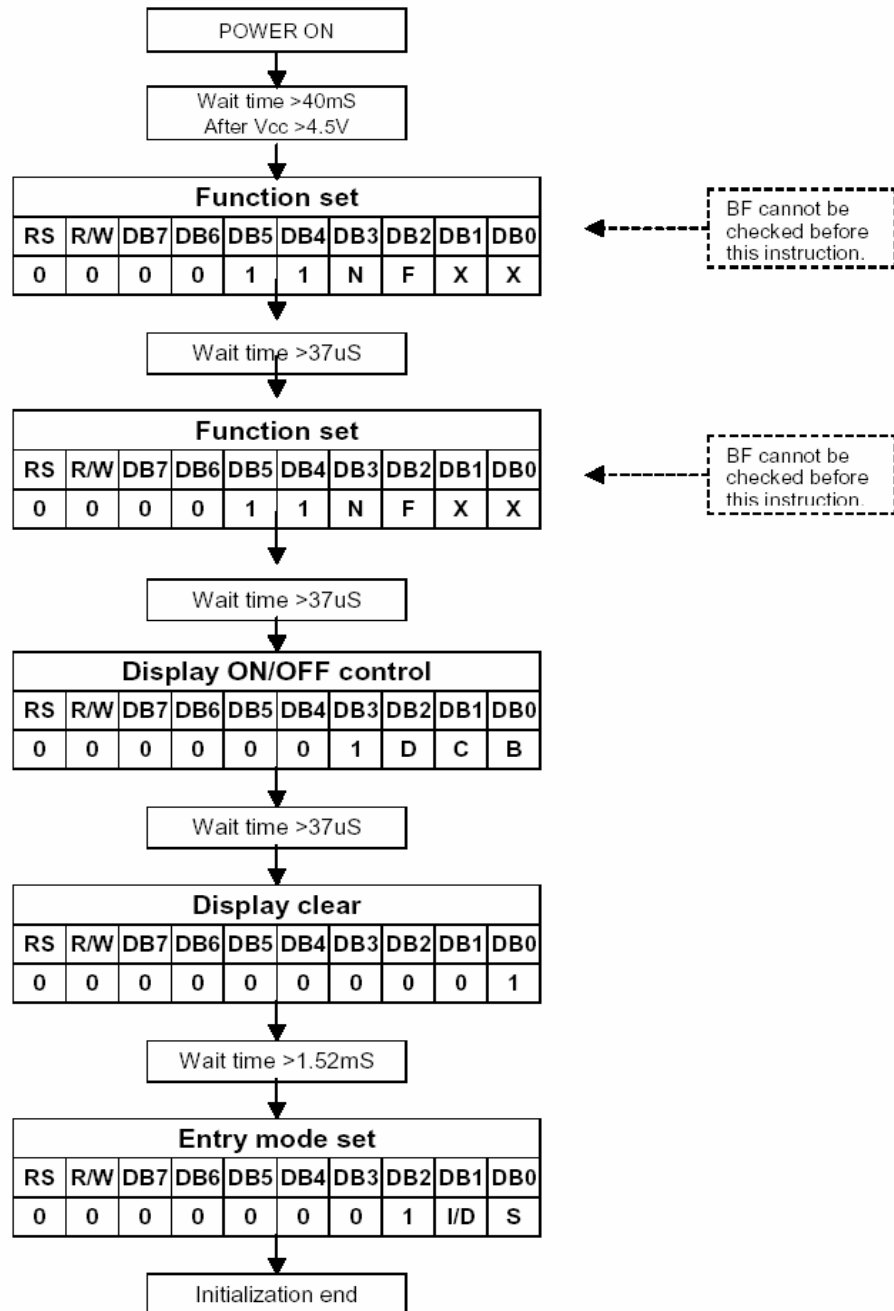 POWER ON
Wait time >40mS
After Vcc >4.5V
Function set
RS R/W DB7 DB6 DB5 DB4 DB3 DB2 DB1 DB0
0 0 0 0 1 1 N F X X
BF cannot be
checked before
this instruction.
Wait time >37uS
Function set
RS R/W DB7 DB6 DB5 DB4 DB3 DB2 DB1 DB0
0 0 0 0 1 1 N F X X
BF cannot be
checked before
this instruction.
Wait time >37uS
Display ON/OFF control
RS R/W DB7 DB6 DB5 DB4 DB3 DB2 DB1 DB0
0 0 0 0 0 0 1 D C B
Wait time >37uS
Display clear
RS R/W DB7 DB6 DB5 DB4 DB3 DB2 DB1 DB0
0 0 0 0 0 0 0 0 0 1
Wait time >1.52mS
Entry mode set
RS R/W DB7 DB6 DB5 DB4 DB3 DB2 DB1 DB0
0 0 0 0 0 0 0 1 I/D S
Initialization end